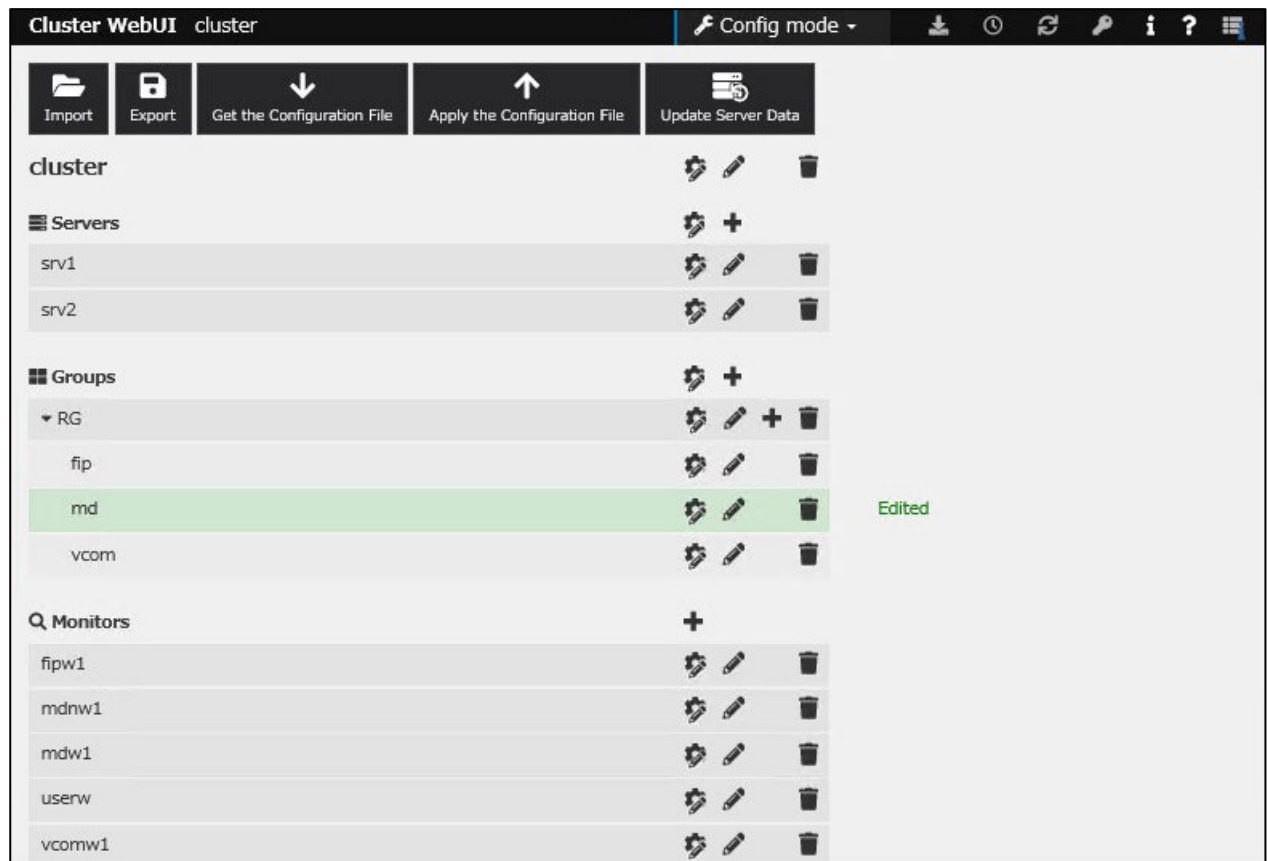 Cluster WebUI cluster Config mode
Import Export Get the Configuration File Apply the Configuration File Update Server Data
cluster
Servers
srv1
srv2
Groups
RG
fip
md Edited
vcom
Monitors
fipw1
mdnw1
mdw1
userw
vcomw1